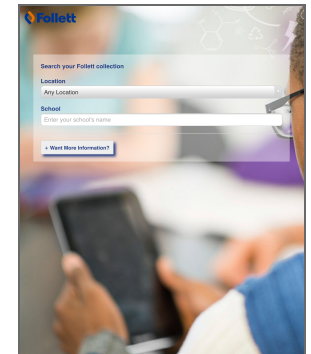 Follett
Search your Follett collection
Location
Any Location
School
Enter your school's name
+ Want More Information?